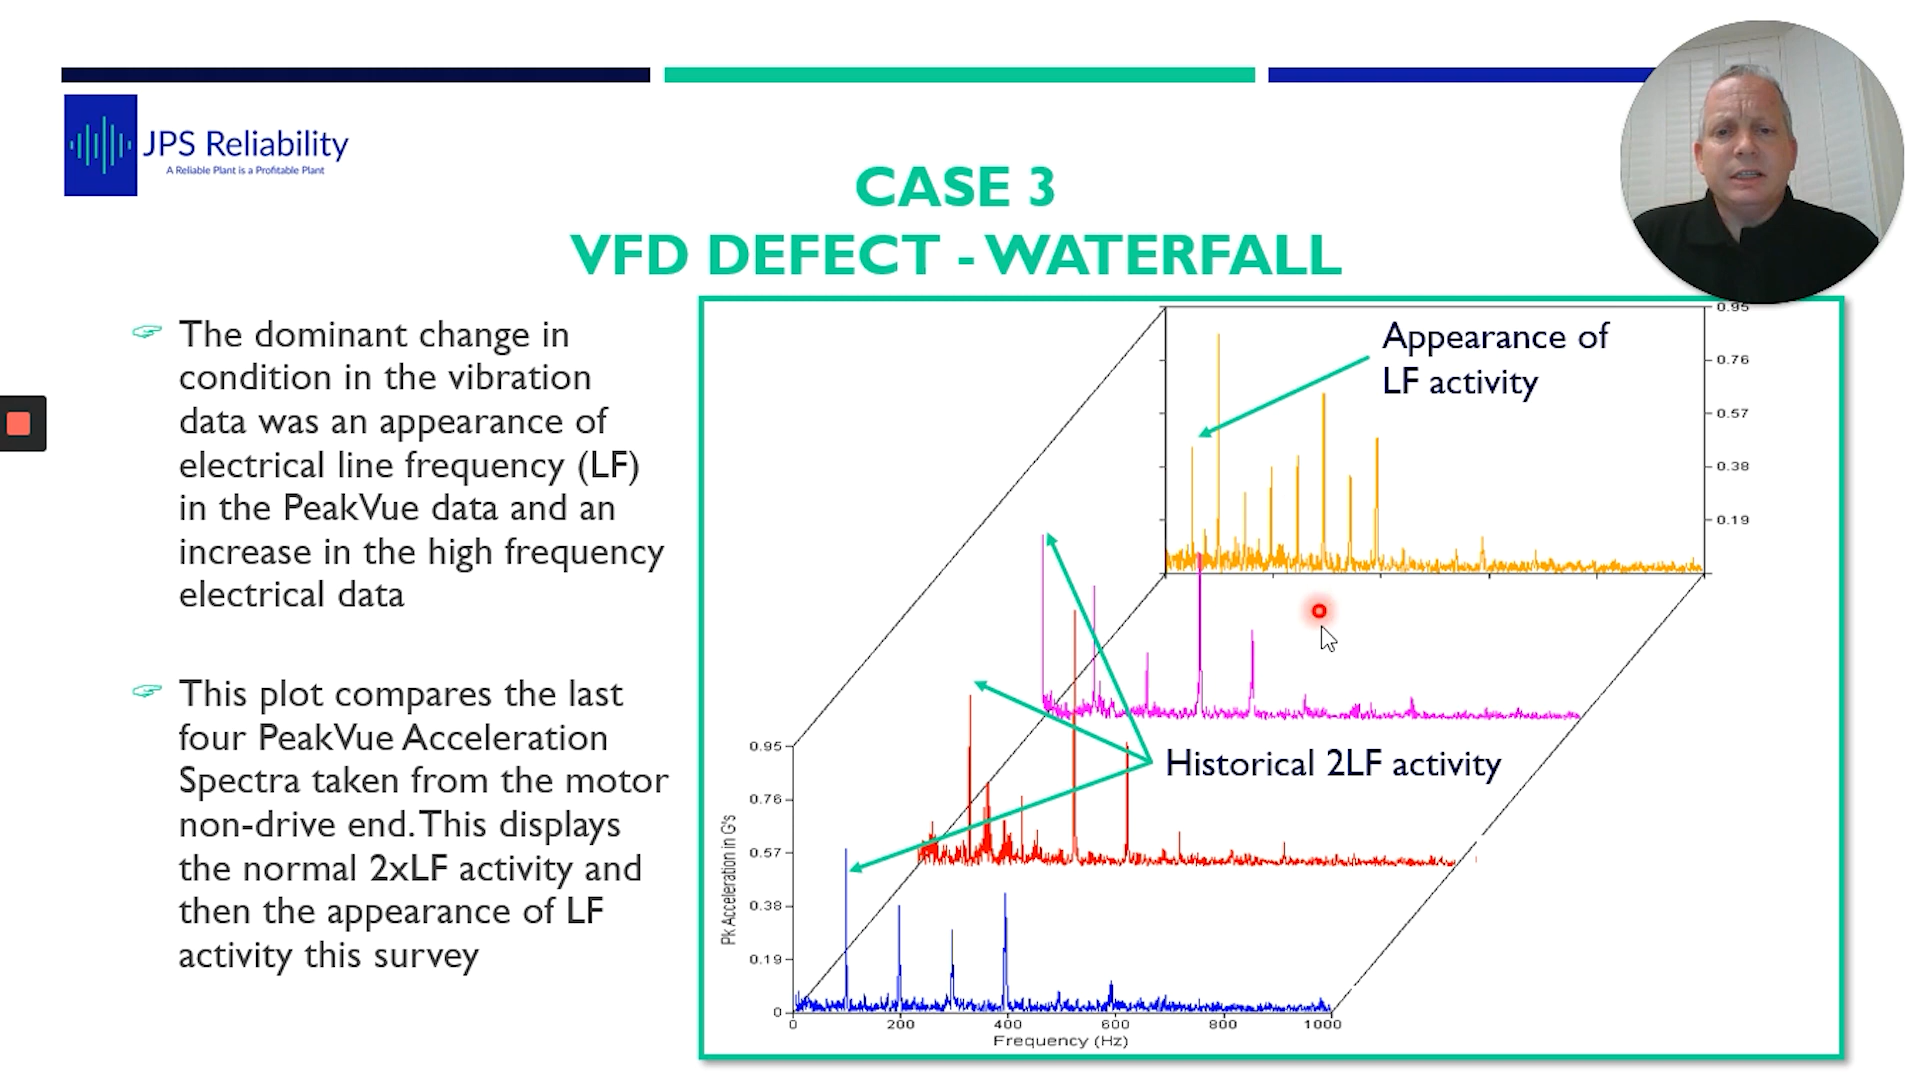 JPS Reliability
A Reliable Plant is a Profitable Plant
CASE 3
VFD DEFECT - WATERFALL
The dominant change in
condition in the vibration
data was an appearance of
electrical line frequency (LF)
in the PeakVue data and an
increase in the high frequency
electrical data
This plot compares the last
four PeakVue Acceleration
Spectra taken from the motor
non-drive end. This displays
the normal 2xLF activity and
then the appearance of LF
activity this survey
Appearance of
LF activity
0.95
0.76
0.57
0.38
0.19
Historical 2LF activity
Pk Acceleration in G's
0.95
0.76
0.57
0.38
0.19
0
0 200 400 600 800 1000
Frequency (Hz)